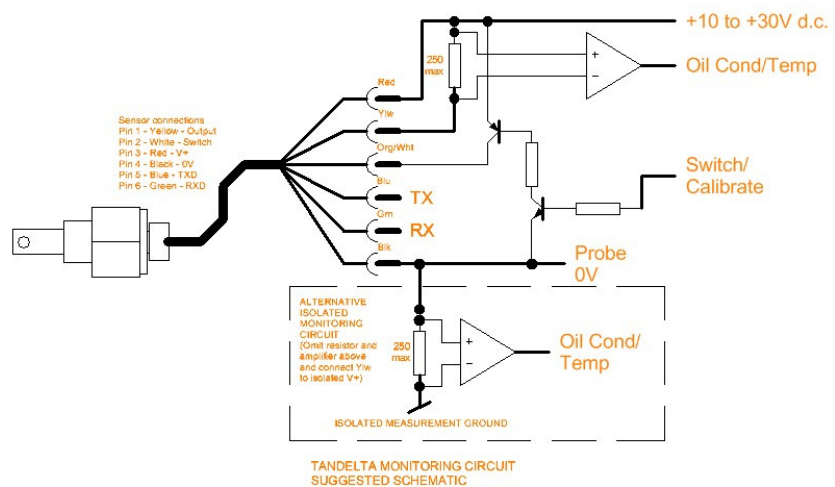 +10 to +30V d.c.
250
max
Oil Cond/Temp
Red
Ylw
Sensor connections
Pin 1 - Yellow - Output
Pin 2 - White - Switch
Pin 3 - Red - V+
Pin 4 - Black - 0V
Pin 5 - Blue - TXD
Pin 6 - Green - RXD
Org/Wht
Switch/
Calibrate
Blu
TX
Grn
RX
Blk
Probe
0V
ALTERNATIVE
ISOLATED
MONITORING
CIRCUIT
(Omit resistor and
amplifier above
and connect Ylw
to isolated V+)
250
max
Oil Cond/
Temp
ISOLATED MEASUREMENT GROUND
TANDELTA MONITORING CIRCUIT
SUGGESTED SCHEMATIC